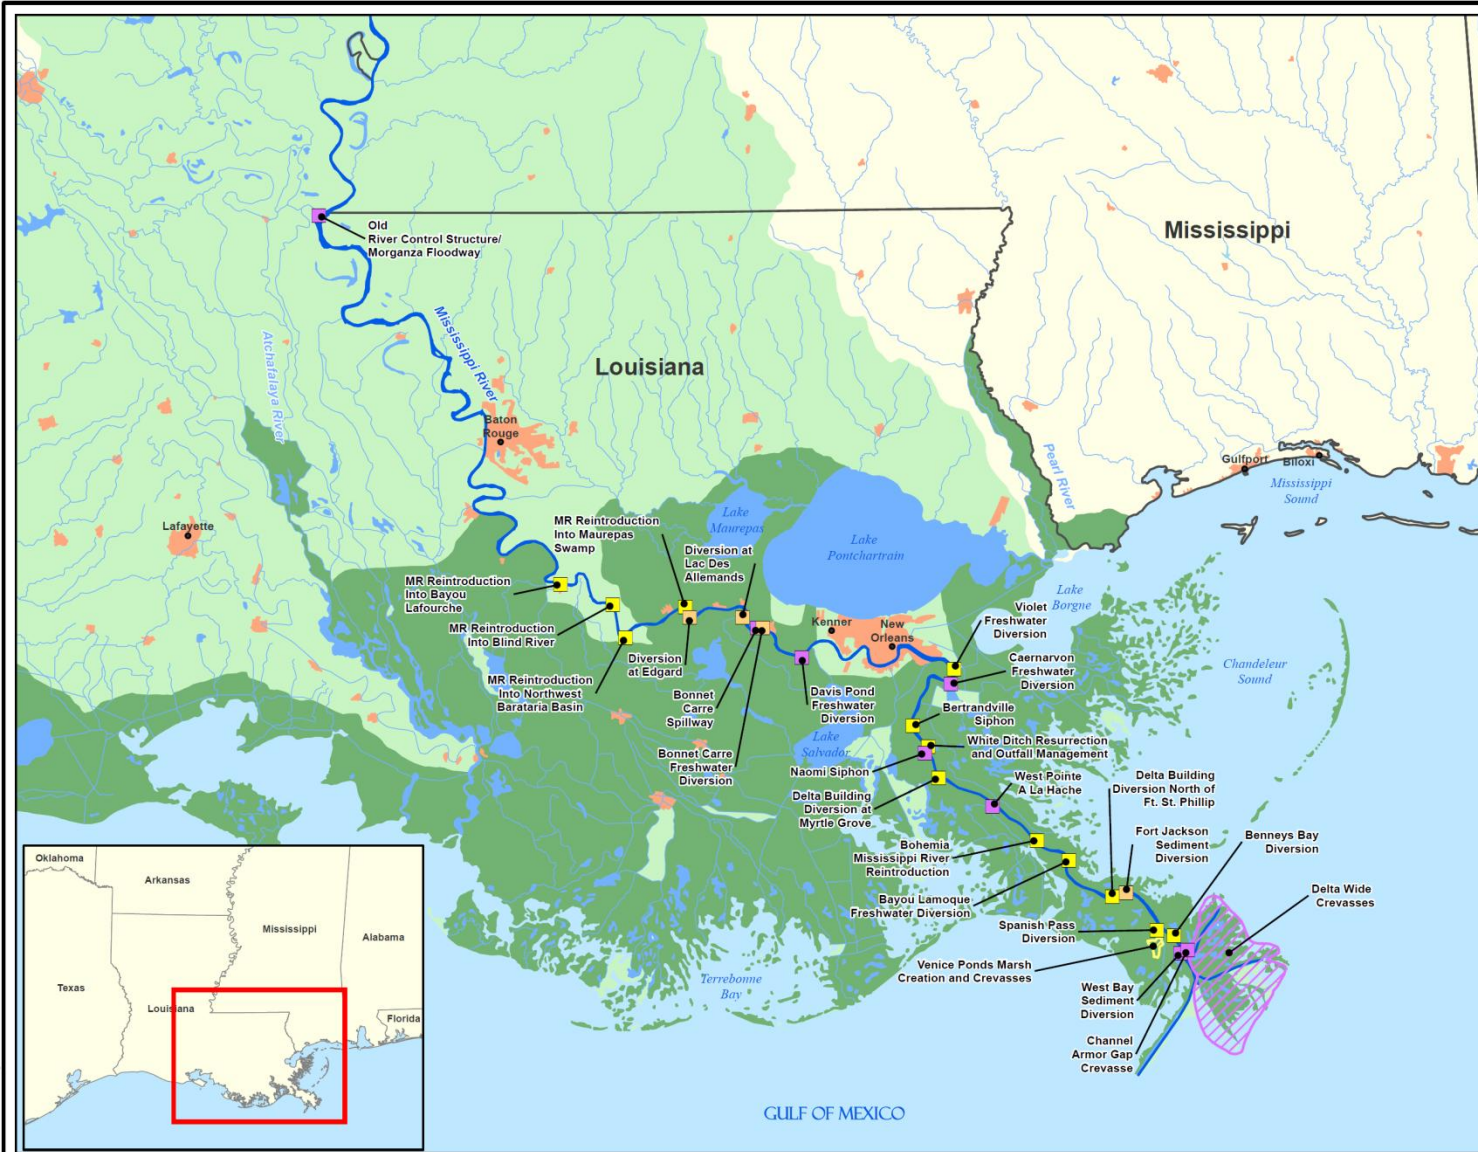 Old
River Control Structure/
Morganza Floodway
Mississippi
Mississippi River
Atchafalaya River
Louisiana
Baton
Rouge
Pearl River
Gulfport
Biloxi
Mississippi
Sound
Lafayette
Lake
Maurepas
Lake
Pontchartrain
MR Reintroduction
Into Maurepas
Swamp
Diversion at
Lac Des
Allemands
MR Reintroduction
Into Bayou
Lafourche
Lake
Borgne
Violet
Freshwater
Diversion
Kenner
New
Orleans
MR Reintroduction
Into Blind River
Diversion
at Edgard
Caernarvon
Freshwater
Diversion
Chandeleur
Sound
MR Reintroduction
Into Northwest
Barataria Basin
Bonnet
Carre
Spillway
Davis Pond
Freshwater
Diversion
Bertrandville
Siphon
Lake
Salvador
White Ditch Resurrection
and Outfall Management
Bonnet Carre
Freshwater
Diversion
Naomi Siphon
West Pointe
A La Hache
Delta Building
Diversion North of
Ft. St. Phillip
Delta Building
Diversion at
Myrtle Grove
Fort Jackson
Sediment
Diversion
Benneys Bay
Diversion
Bohemia
Mississippi River
Reintroduction
Delta Wide
Crevasses
Bayou Lamoque
Freshwater Diversion
Spanish Pass
Diversion
Venice Ponds Marsh
Creation and Crevasses
Terrebonne
Bay
West Bay
Sediment
Diversion
Channel
Armor Gap
Crevasse
GULF OF MEXICO
Oklahoma
Arkansas
Mississippi
Alabama
Texas
Louisiana
Florida